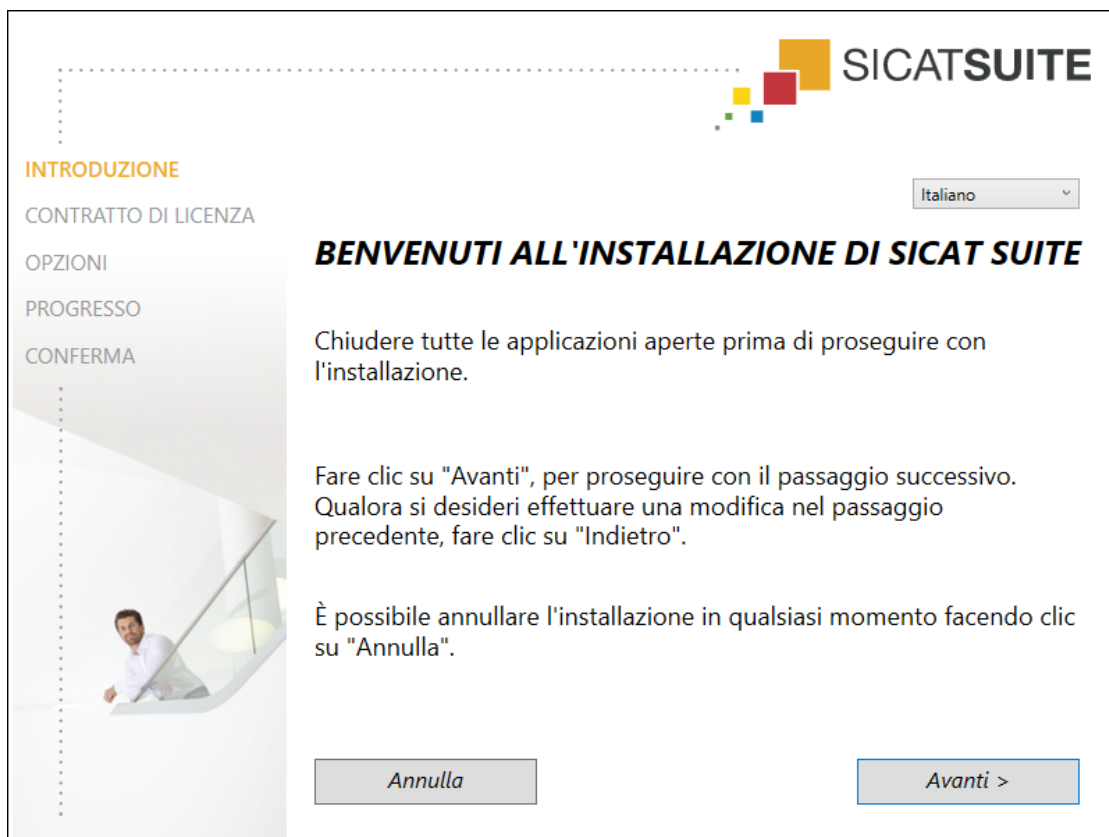 SICATSUITE
INTRODUZIONE
CONTRATTO DI LICENZA
OPZIONI
PROGRESSO
CONFERMA
Italiano
BENVENUTI ALL'INSTALLAZIONE DI SICAT SUITE
Chiudere tutte le applicazioni aperte prima di proseguire con
l'installazione.
Fare clic su "Avanti", per proseguire con il passaggio successivo.
Qualora si desideri effettuare una modifica nel passaggio
precedente, fare clic su "Indietro".
È possibile annullare l'installazione in qualsiasi momento facendo clic
su "Annulla".
Annulla
Avanti >